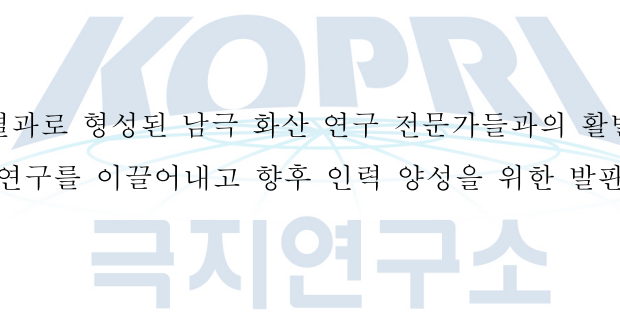 KOPRI
결과로 형성된 남극 화산 연구 전문가들과의
연구를 이끌어내고 향후 인력 양성을 위한 발판
극지연구소